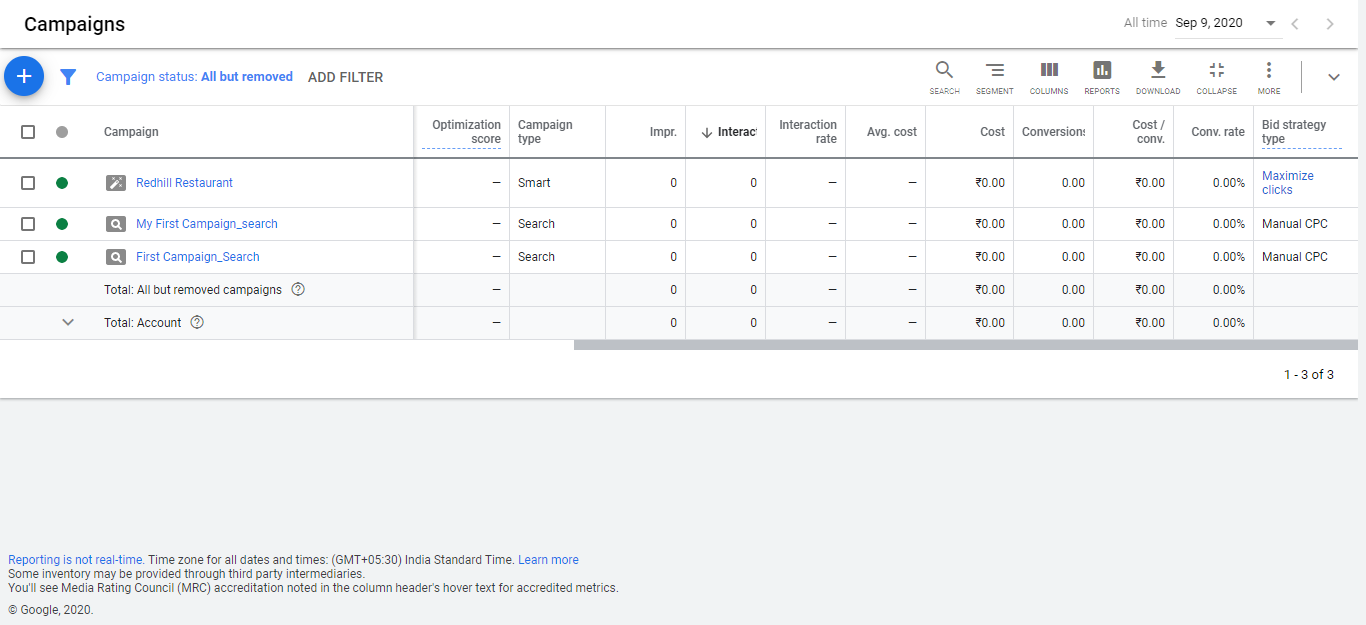 Campaigns
All time Sep 9, 2020
Campaign status: All but removed ADD FILTER
SEARCH SEGMENT COLUMNS REPORTS DOWNLOAD COLLAPSE MORE
Campaign Optimization score Campaign type Impr. Interac Interaction rate Avg. cost Cost Conversions Cost / conv. Conv. rate Bid strategy type
Redhill Restaurant — Smart 0 0 — — ₹0.00 0.00 ₹0.00 0.00% Maximize clicks
My First Campaign_search — Search 0 0 — — ₹0.00 0.00 ₹0.00 0.00% Manual CPC
First Campaign_Search — Search 0 0 — — ₹0.00 0.00 ₹0.00 0.00% Manual CPC
Total: All but removed campaigns — 0 0 — — ₹0.00 0.00 ₹0.00 0.00%
Total: Account — 0 0 — — ₹0.00 0.00 ₹0.00 0.00%
1 - 3 of 3
Reporting is not real-time. Time zone for all dates and times: (GMT+05:30) India Standard Time. Learn more
Some inventory may be provided through third party intermediaries.
You'll see Media Rating Council (MRC) accreditation noted in the column header's hover text for accredited metrics.
© Google, 2020.